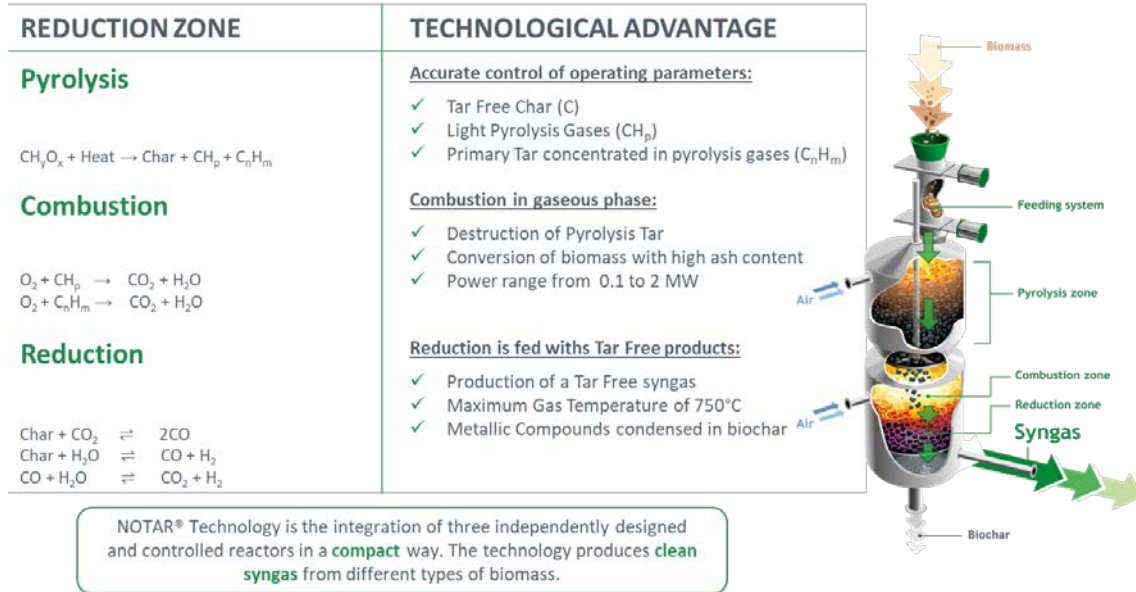 REDUCTION ZONE
TECHNOLOGICAL ADVANTAGE
Pyrolysis
CHyOx + Heat → Char + CHp + CnHm
Accurate control of operating parameters:
✓ Tar Free Char (C)
✓ Light Pyrolysis Gases (CHp)
✓ Primary Tar concentrated in pyrolysis gases (CnHm)
Combustion
O2 + CHp → CO2 + H2O
O2 + CnHm → CO2 + H2O
Combustion in gaseous phase:
✓ Destruction of Pyrolysis Tar
✓ Conversion of biomass with high ash content
✓ Power range from 0.1 to 2 MW
Reduction
Char + CO2 ⇌ 2CO
Char + H2O ⇌ CO + H2
CO + H2O ⇌ CO2 + H2
Reduction is fed withs Tar Free products:
✓ Production of a Tar Free syngas
✓ Maximum Gas Temperature of 750°C
✓ Metallic Compounds condensed in biochar
Biomass
Feeding system
Air
Pyrolysis zone
Combustion zone
Reduction zone
Air
Syngas
Biochar
NOTAR® Technology is the integration of three independently designed
and controlled reactors in a compact way. The technology produces clean
syngas from different types of biomass.